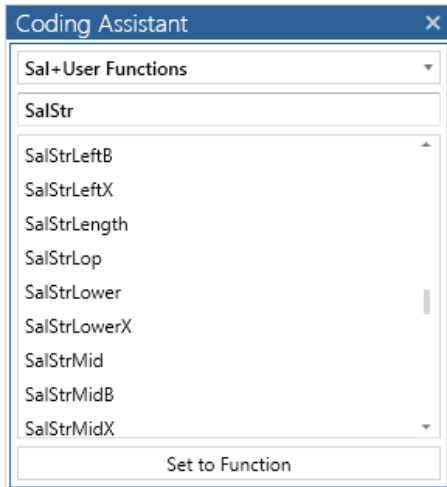 Coding Assistant
Sal+User Functions
SalStr
SalStrLeftB
SalStrLeftX
SalStrLength
SalStrLop
SalStrLower
SalStrLowerX
SalStrMid
SalStrMidB
SalStrMidX
Set to Function